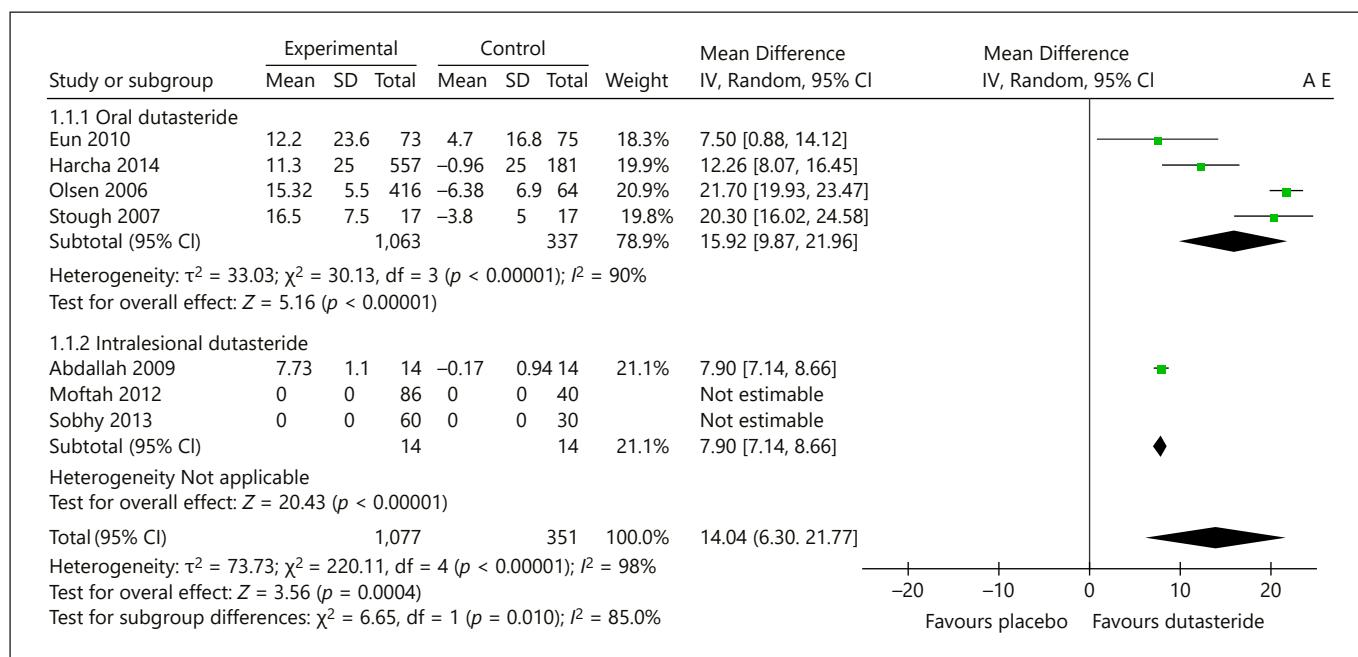 Experimental Control Mean Difference Mean Difference
Study or subgroup Mean SD Total Mean SD Total Weight IV, Random, 95% CI IV, Random, 95% CI A E
1.1.1 Oral dutasteride
Eun 2010 12.2 23.6 73 4.7 16.8 75 18.3% 7.50 [0.88, 14.12]
Harcha 2014 11.3 25 557 −0.96 25 181 19.9% 12.26 [8.07, 16.45]
Olsen 2006 15.32 5.5 416 −6.38 6.9 64 20.9% 21.70 [19.93, 23.47]
Stough 2007 16.5 7.5 17 −3.8 5 17 19.8% 20.30 [16.02, 24.58]
Subtotal (95% CI) 1,063 337 78.9% 15.92 [9.87, 21.96]
Heterogeneity: τ² = 33.03; χ² = 30.13, df = 3 (p < 0.00001); I² = 90%
Test for overall effect: Z = 5.16 (p < 0.00001)
1.1.2 Intralesional dutasteride
Abdallah 2009 7.73 1.1 14 −0.17 0.94 14 21.1% 7.90 [7.14, 8.66]
Moftah 2012 0 0 86 0 0 40 Not estimable
Sobhy 2013 0 0 60 0 0 30 Not estimable
Subtotal (95% CI) 14 14 21.1% 7.90 [7.14, 8.66]
Heterogeneity Not applicable
Test for overall effect: Z = 20.43 (p < 0.00001)
Total (95% CI) 1,077 351 100.0% 14.04 (6.30. 21.77]
Heterogeneity: τ² = 73.73; χ² = 220.11, df = 4 (p < 0.00001); I² = 98%
Test for overal effect: Z = 3.56 (p = 0.0004)
Test for subgroup differences: χ² = 6.65, df = 1 (p = 0.010); I² = 85.0%
−20 −10 0 10 20
Favours placebo Favours dutasteride